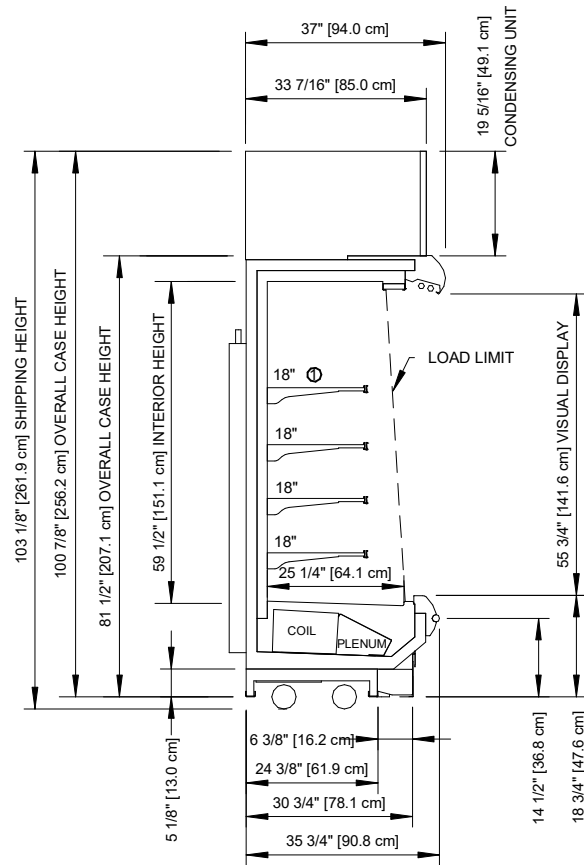 37" [94.0 cm]
33 7/16" [85.0 cm]
19 5/16" [49.1 cm]
CONDENSING UNIT
103 1/8" [261.9 cm] SHIPPING HEIGHT
100 7/8" [256.2 cm] OVERALL CASE HEIGHT
81 1/2" [207.1 cm] OVERALL CASE HEIGHT
59 1/2" [151.1 cm] INTERIOR HEIGHT
18" 1
LOAD LIMIT
18"
18"
18"
25 1/4" [64.1 cm]
55 3/4" [141.6 cm] VISUAL DISPLAY
COIL
PLENUM
5 1/8" [13.0 cm]
6 3/8" [16.2 cm]
24 3/8" [61.9 cm]
30 3/4" [78.1 cm]
35 3/4" [90.8 cm]
14 1/2" [36.8 cm]
18 3/4" [47.6 cm]